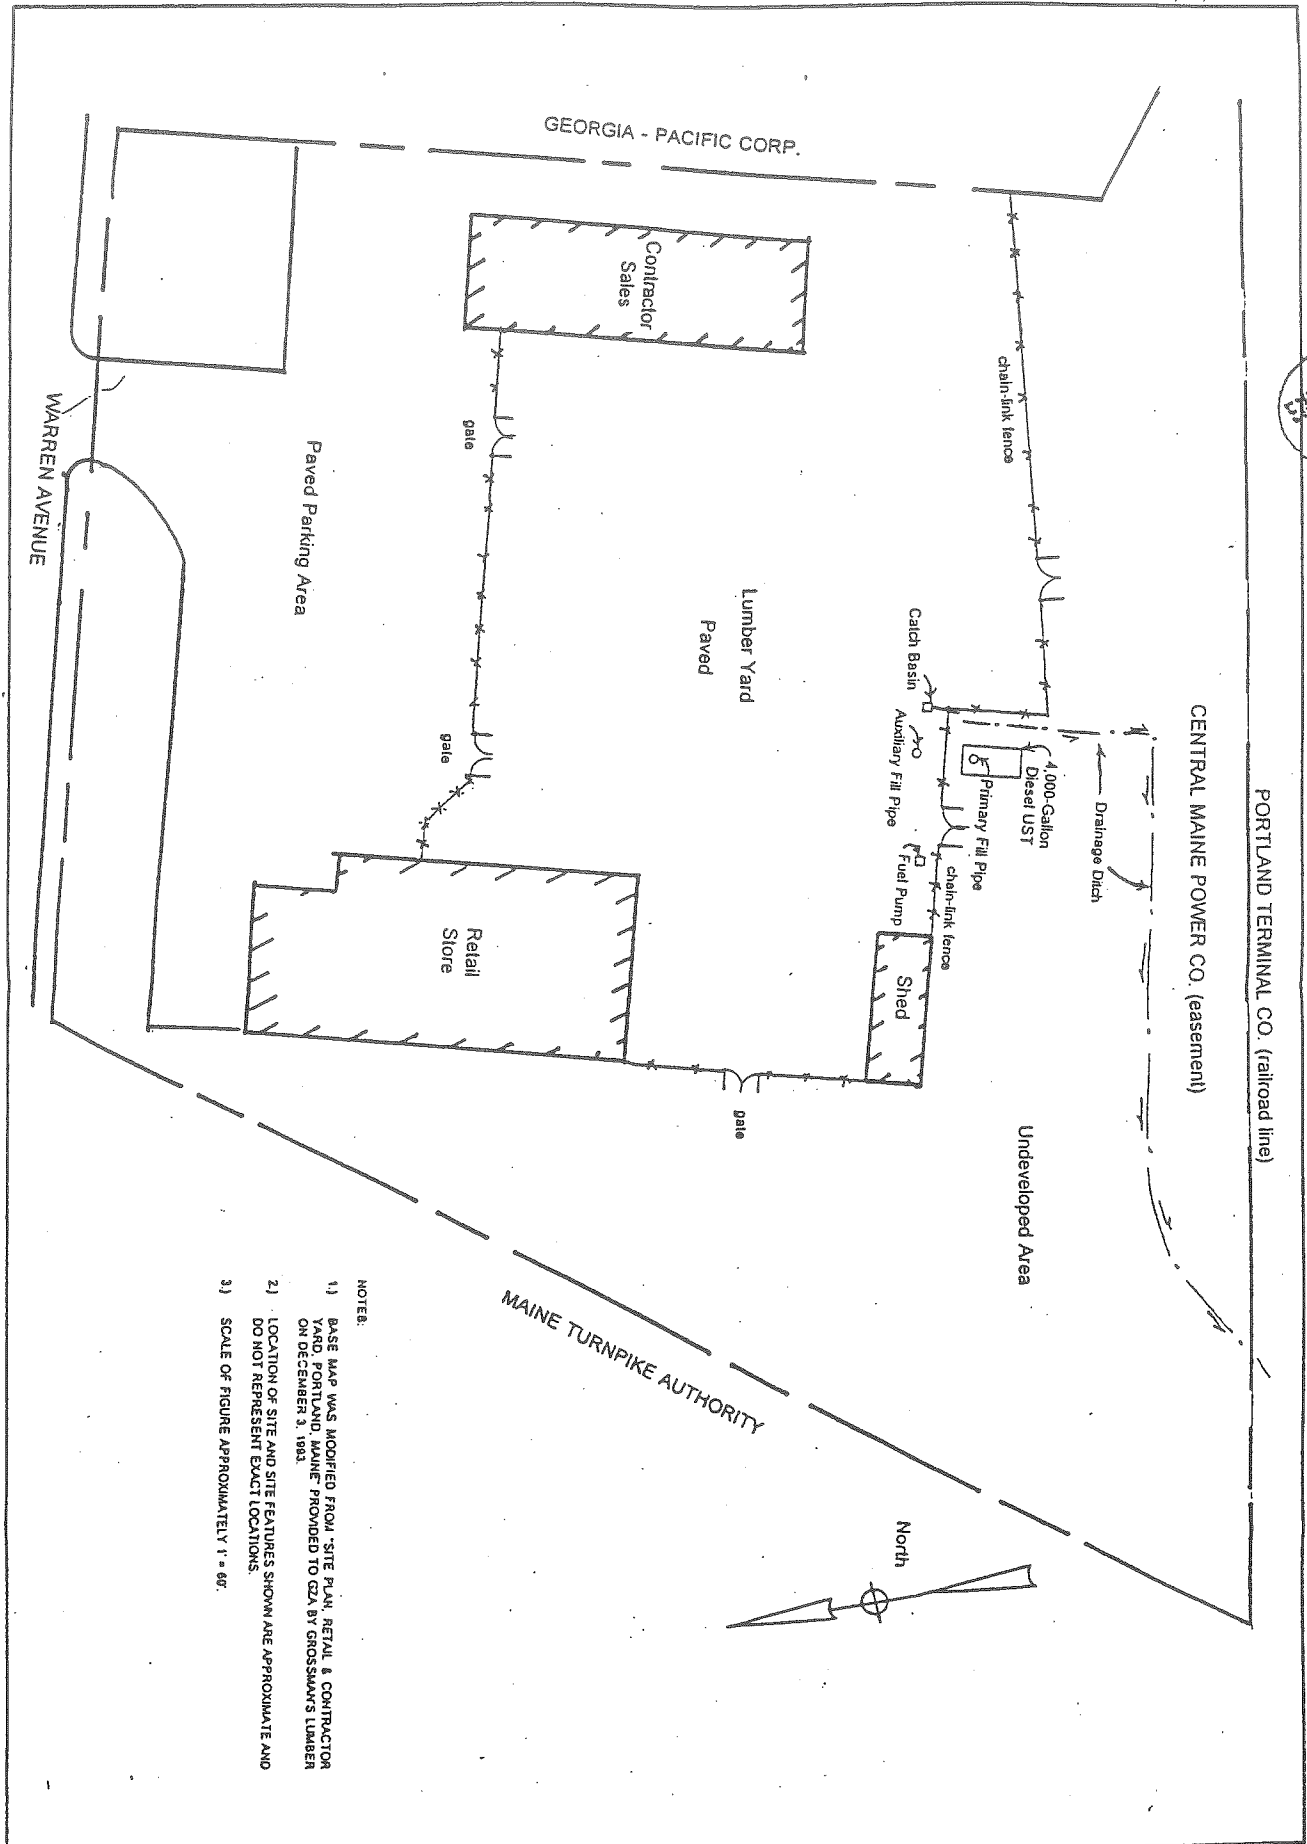 PORTLAND TERMINAL CO. (railroad line)
CENTRAL MAINE POWER CO. (easement)
GEORGIA - PACIFIC CORP.
chain-link fence
Drainage Ditch
4,000-Gallon
Diesel UST
Primary Fill Pipe
chain-link fence
Catch Basin
Auxiliary Fill Pipe
Fuel Pump
Shed
Undeveloped Area
Contractor
Sales
Lumber Yard
Paved
gate
gate
gate
Retail
Store
Paved Parking Area
WARREN AVENUE
MAINE TURNPIKE AUTHORITY
North
NOTES:
1.) BASE MAP WAS MODIFIED FROM "SITE PLAN, RETAIL & CONTRACTOR
YARD, PORTLAND, MAINE" PROVIDED TO GZA BY GROSSMAN'S LUMBER
ON DECEMBER 3, 1993.
2.) LOCATION OF SITE AND SITE FEATURES SHOWN ARE APPROXIMATE AND
DO NOT REPRESENT EXACT LOCATIONS.
3.) SCALE OF FIGURE APPROXIMATELY 1" = 60'.